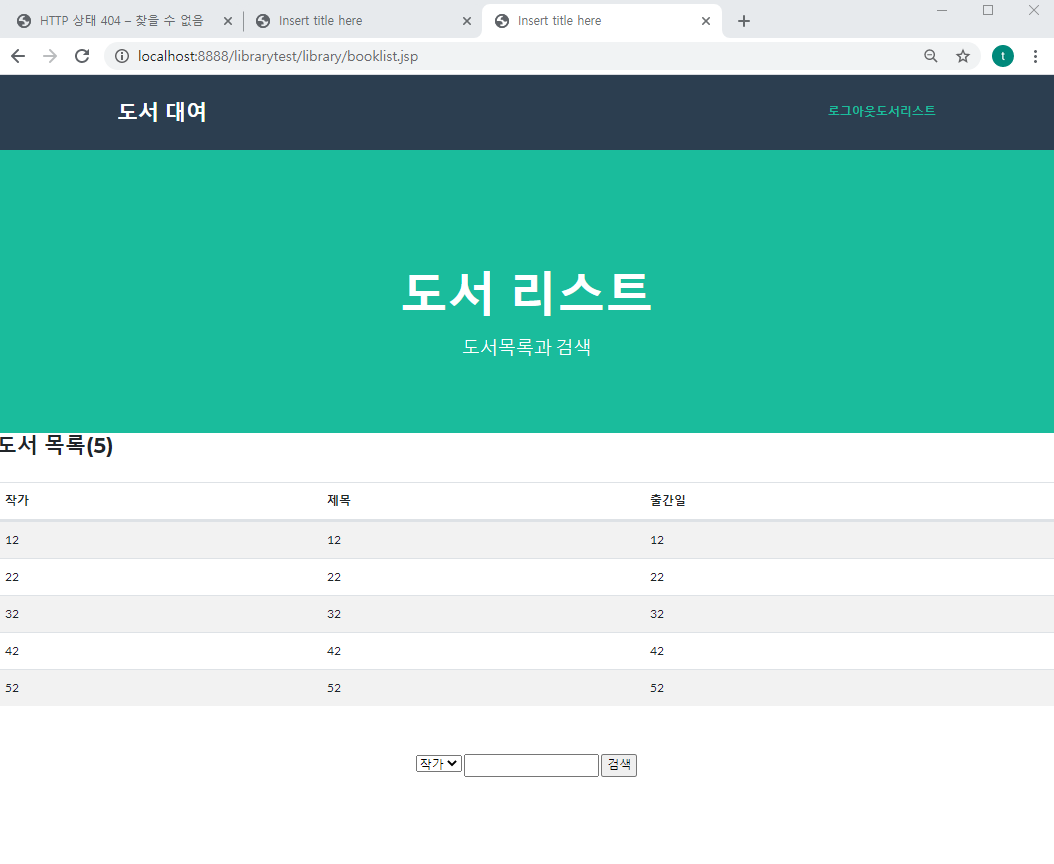 HTTP 상태 404 – 찾을 수 없음
Insert title here
Insert title here
localhost:8888/librarytest/library/booklist.jsp
t
도서 대여
로그아웃도서리스트
도서 리스트
도서목록과 검색
도서 목록(5)
작가 제목 출간일
12 12 12
22 22 22
32 32 32
42 42 42
52 52 52
작가 검색